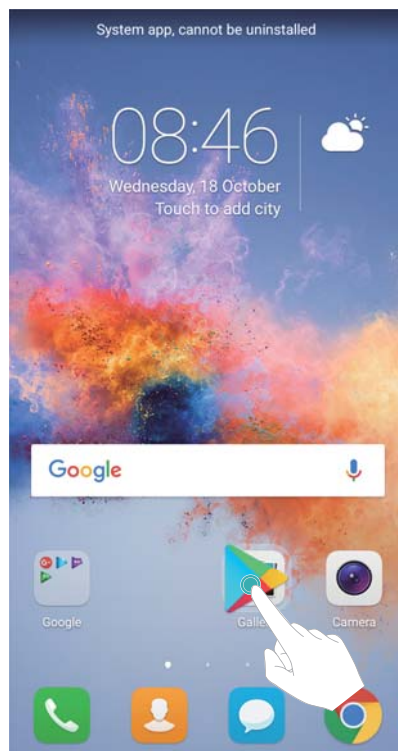 System app, cannot be uninstalled
08:46
Wednesday, 18 October
Touch to add city
Google
Google
Camera